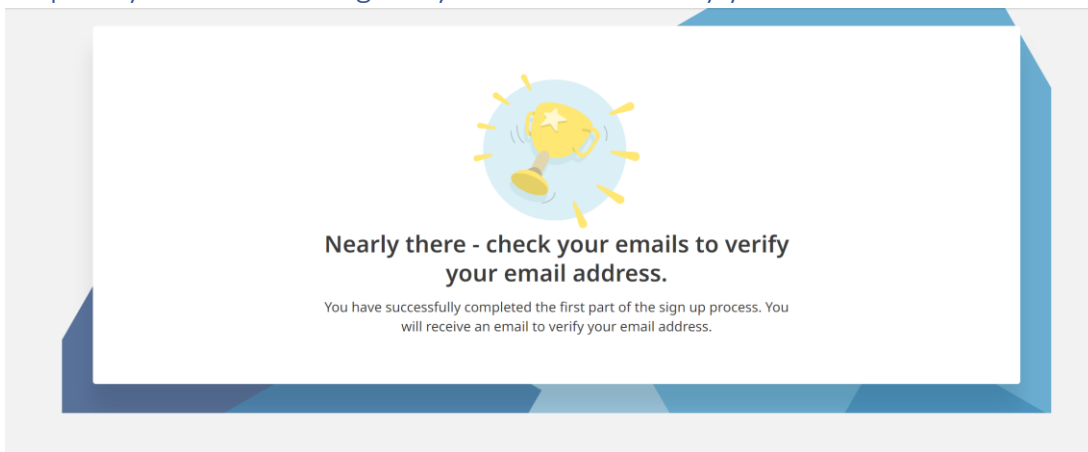 Nearly there - check your emails to verify
your email address.
You have successfully completed the first part of the sign up process. You
will receive an email to verify your email address.